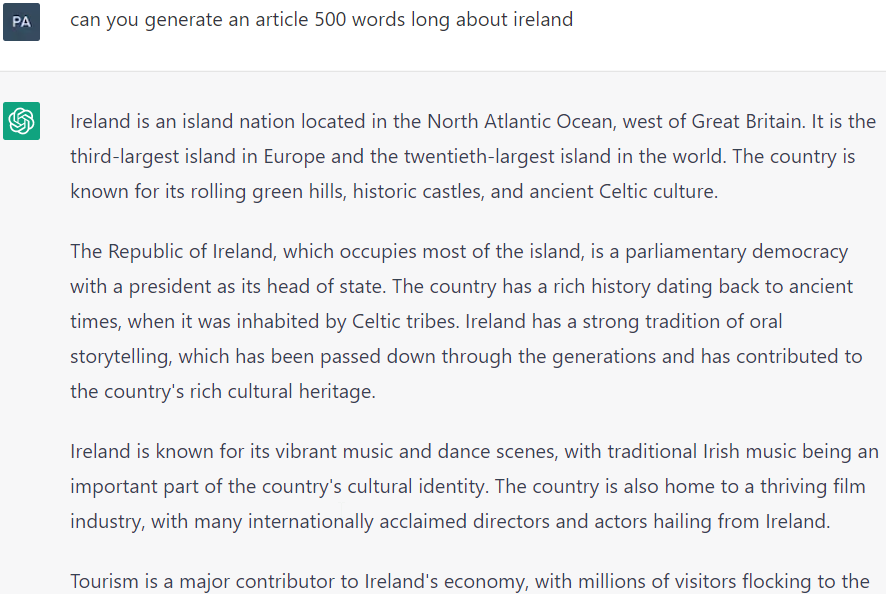 PA
can you generate an article 500 words long about ireland
Ireland is an island nation located in the North Atlantic Ocean, west of Great Britain. It is the
third-largest island in Europe and the twentieth-largest island in the world. The country is
known for its rolling green hills, historic castles, and ancient Celtic culture.
The Republic of Ireland, which occupies most of the island, is a parliamentary democracy
with a president as its head of state. The country has a rich history dating back to ancient
times, when it was inhabited by Celtic tribes. Ireland has a strong tradition of oral
storytelling, which has been passed down through the generations and has contributed to
the country's rich cultural heritage.
Ireland is known for its vibrant music and dance scenes, with traditional Irish music being an
important part of the country's cultural identity. The country is also home to a thriving film
industry, with many internationally acclaimed directors and actors hailing from Ireland.
Tourism is a major contributor to Ireland's economy, with millions of visitors flocking to the